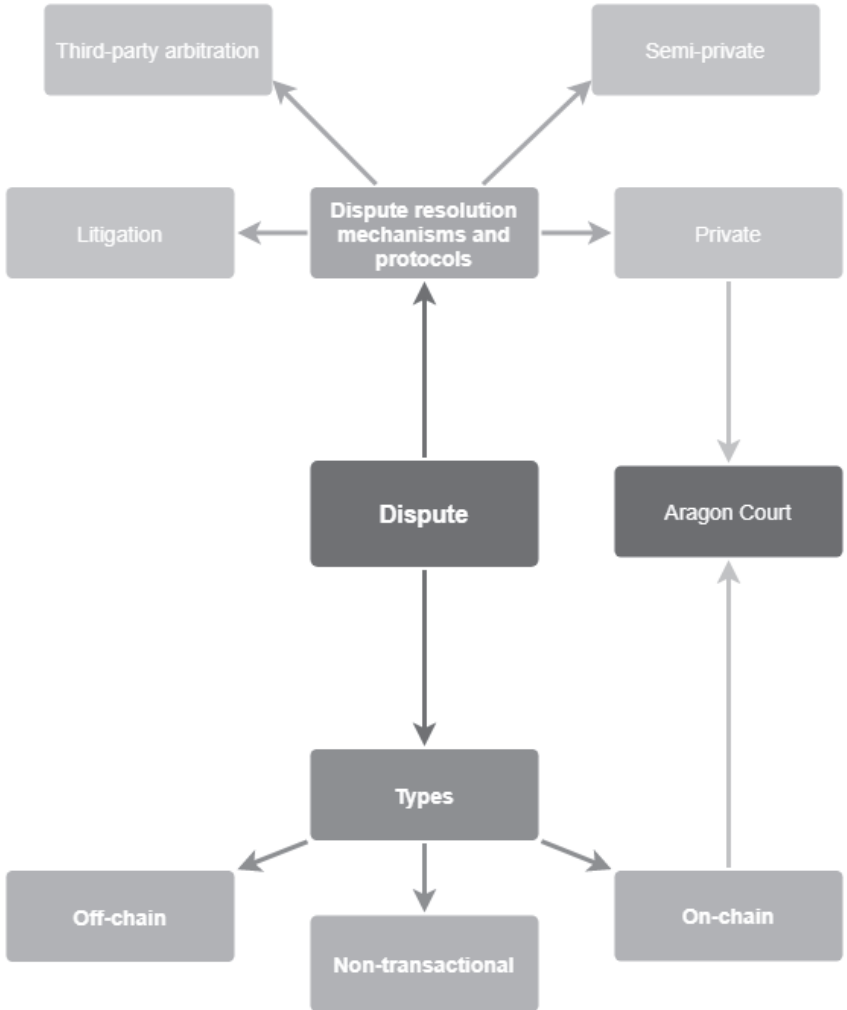 Third-party arbitration
Semi-private
Litigation
Dispute resolution
mechanisms and
protocols
Private
Dispute
Aragon Court
Types
Off-chain
Non-transactional
On-chain